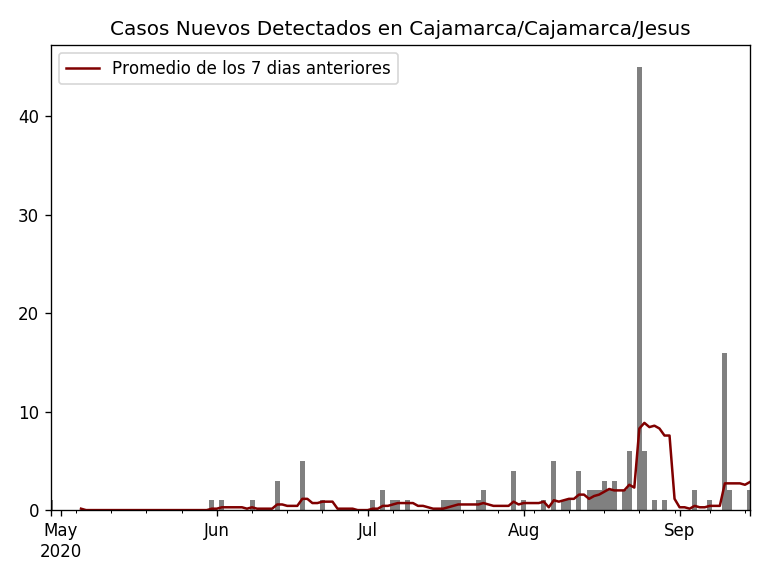 Casos Nuevos Detectados en Cajamarca/Cajamarca/Jesus
Promedio de los 7 dias anteriores
40
30
20
10
0
May Jun Jul Aug Sep
2020